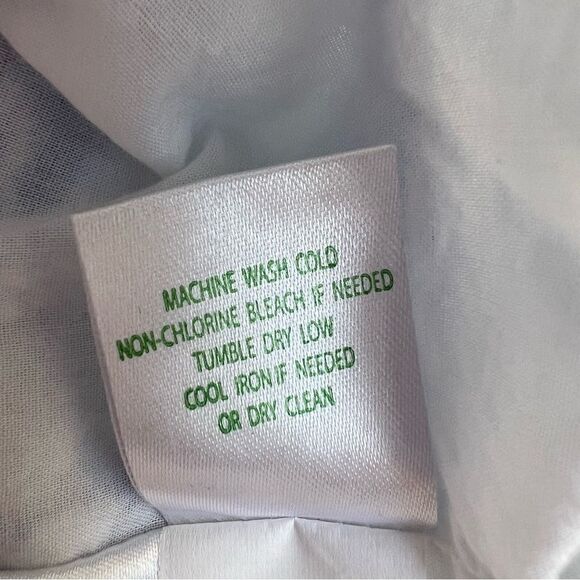 MACHINE WASH COLD
NON-CHLORINE BLEACH IF NEEDED
TUMBLE DRY LOW
COOL IRON IF NEEDED
OR DRY CLEAN